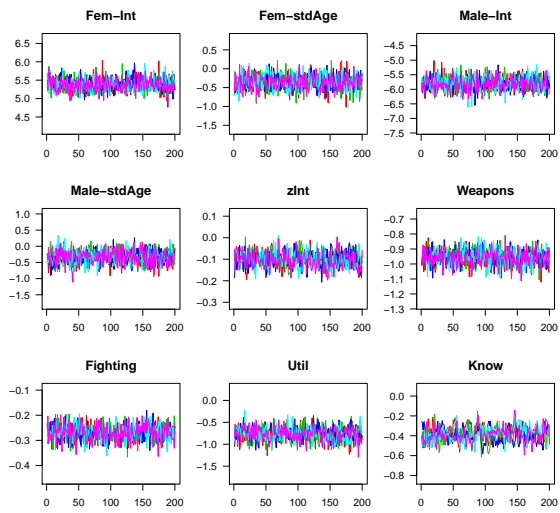 Fem−Int
6.5
6.0
5.5
5.0
4.5
0 50 100 150 200
Fem−stdAge
0.5
0.0
−0.5
−1.0
−1.5
0 50 100 150 200
Male−Int
−4.5
−5.0
−5.5
−6.0
−6.5
−7.0
−7.5
0 50 100 150 200
Male−stdAge
1.0
0.5
0.0
−0.5
−1.0
−1.5
0 50 100 150 200
zInt
0.1
0.0
−0.1
−0.2
−0.3
0 50 100 150 200
Weapons
−0.7
−0.8
−0.9
−1.0
−1.1
−1.2
−1.3
0 50 100 150 200
Fighting
−0.1
−0.2
−0.3
−0.4
0 50 100 150 200
Util
0.0
−0.5
−1.0
−1.5
0 50 100 150 200
Know
0.0
−0.2
−0.4
−0.6
−0.8
0 50 100 150 200